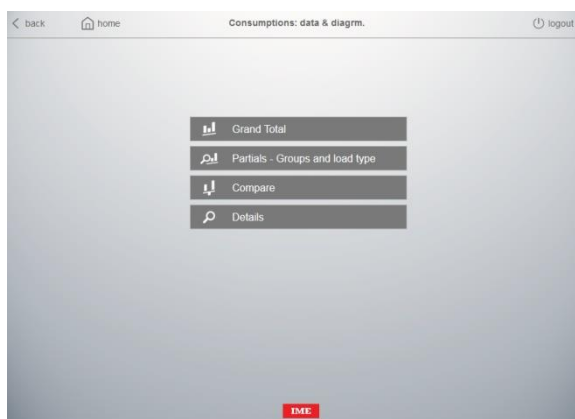 back home Consumptions: data & diagrm. logout
Grand Total
Partials - Groups and load type
Compare
Details
IME